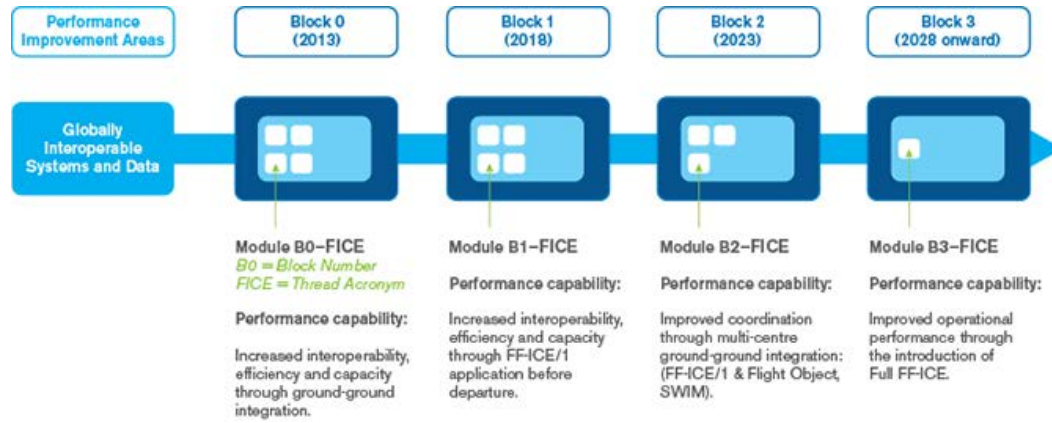 Performance
Improvement Areas
Block 0
(2013)
Block 1
(2018)
Block 2
(2023)
Block 3
(2028 onward)
Globally
Interoperable
Systems and Data
Module B0–FICE
B0 = Block Number
FICE = Thread Acronym
Performance capability:
Increased interoperability,
efficiency and capacity
through ground-ground
integration.
Module B1–FICE
Performance capability:
Increased interoperability,
efficiency and capacity
through FF-ICE/1
application before
departure.
Module B2–FICE
Performance capability:
Improved coordination
through multi-centre
ground-ground integration:
(FF-ICE/1 & Flight Object,
SWIM).
Module B3–FICE
Performance capability:
Improved operational
performance through
the introduction of
Full FF-ICE.